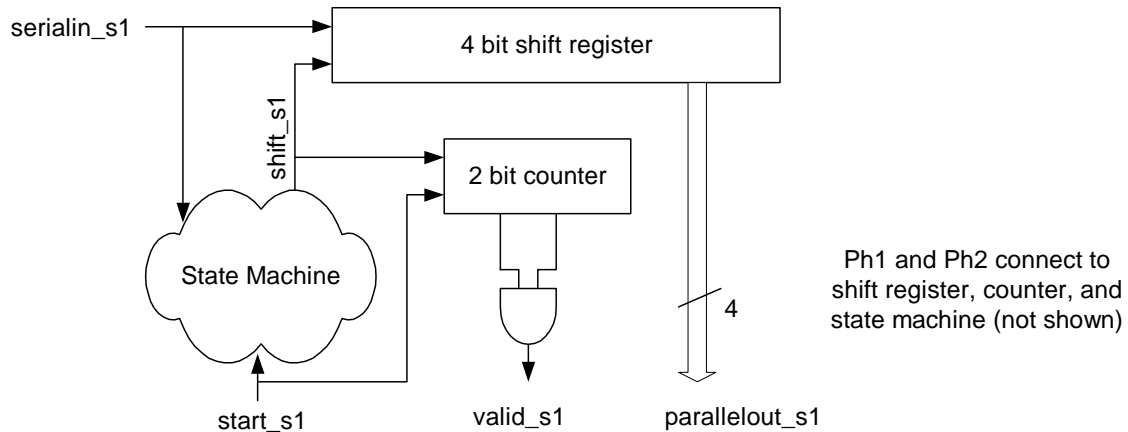 serialin_s1
4 bit shift register
shift_s1
2 bit counter
State Machine
Ph1 and Ph2 connect to
shift register, counter, and
state machine (not shown)
4
start_s1
valid_s1
parallelout_s1